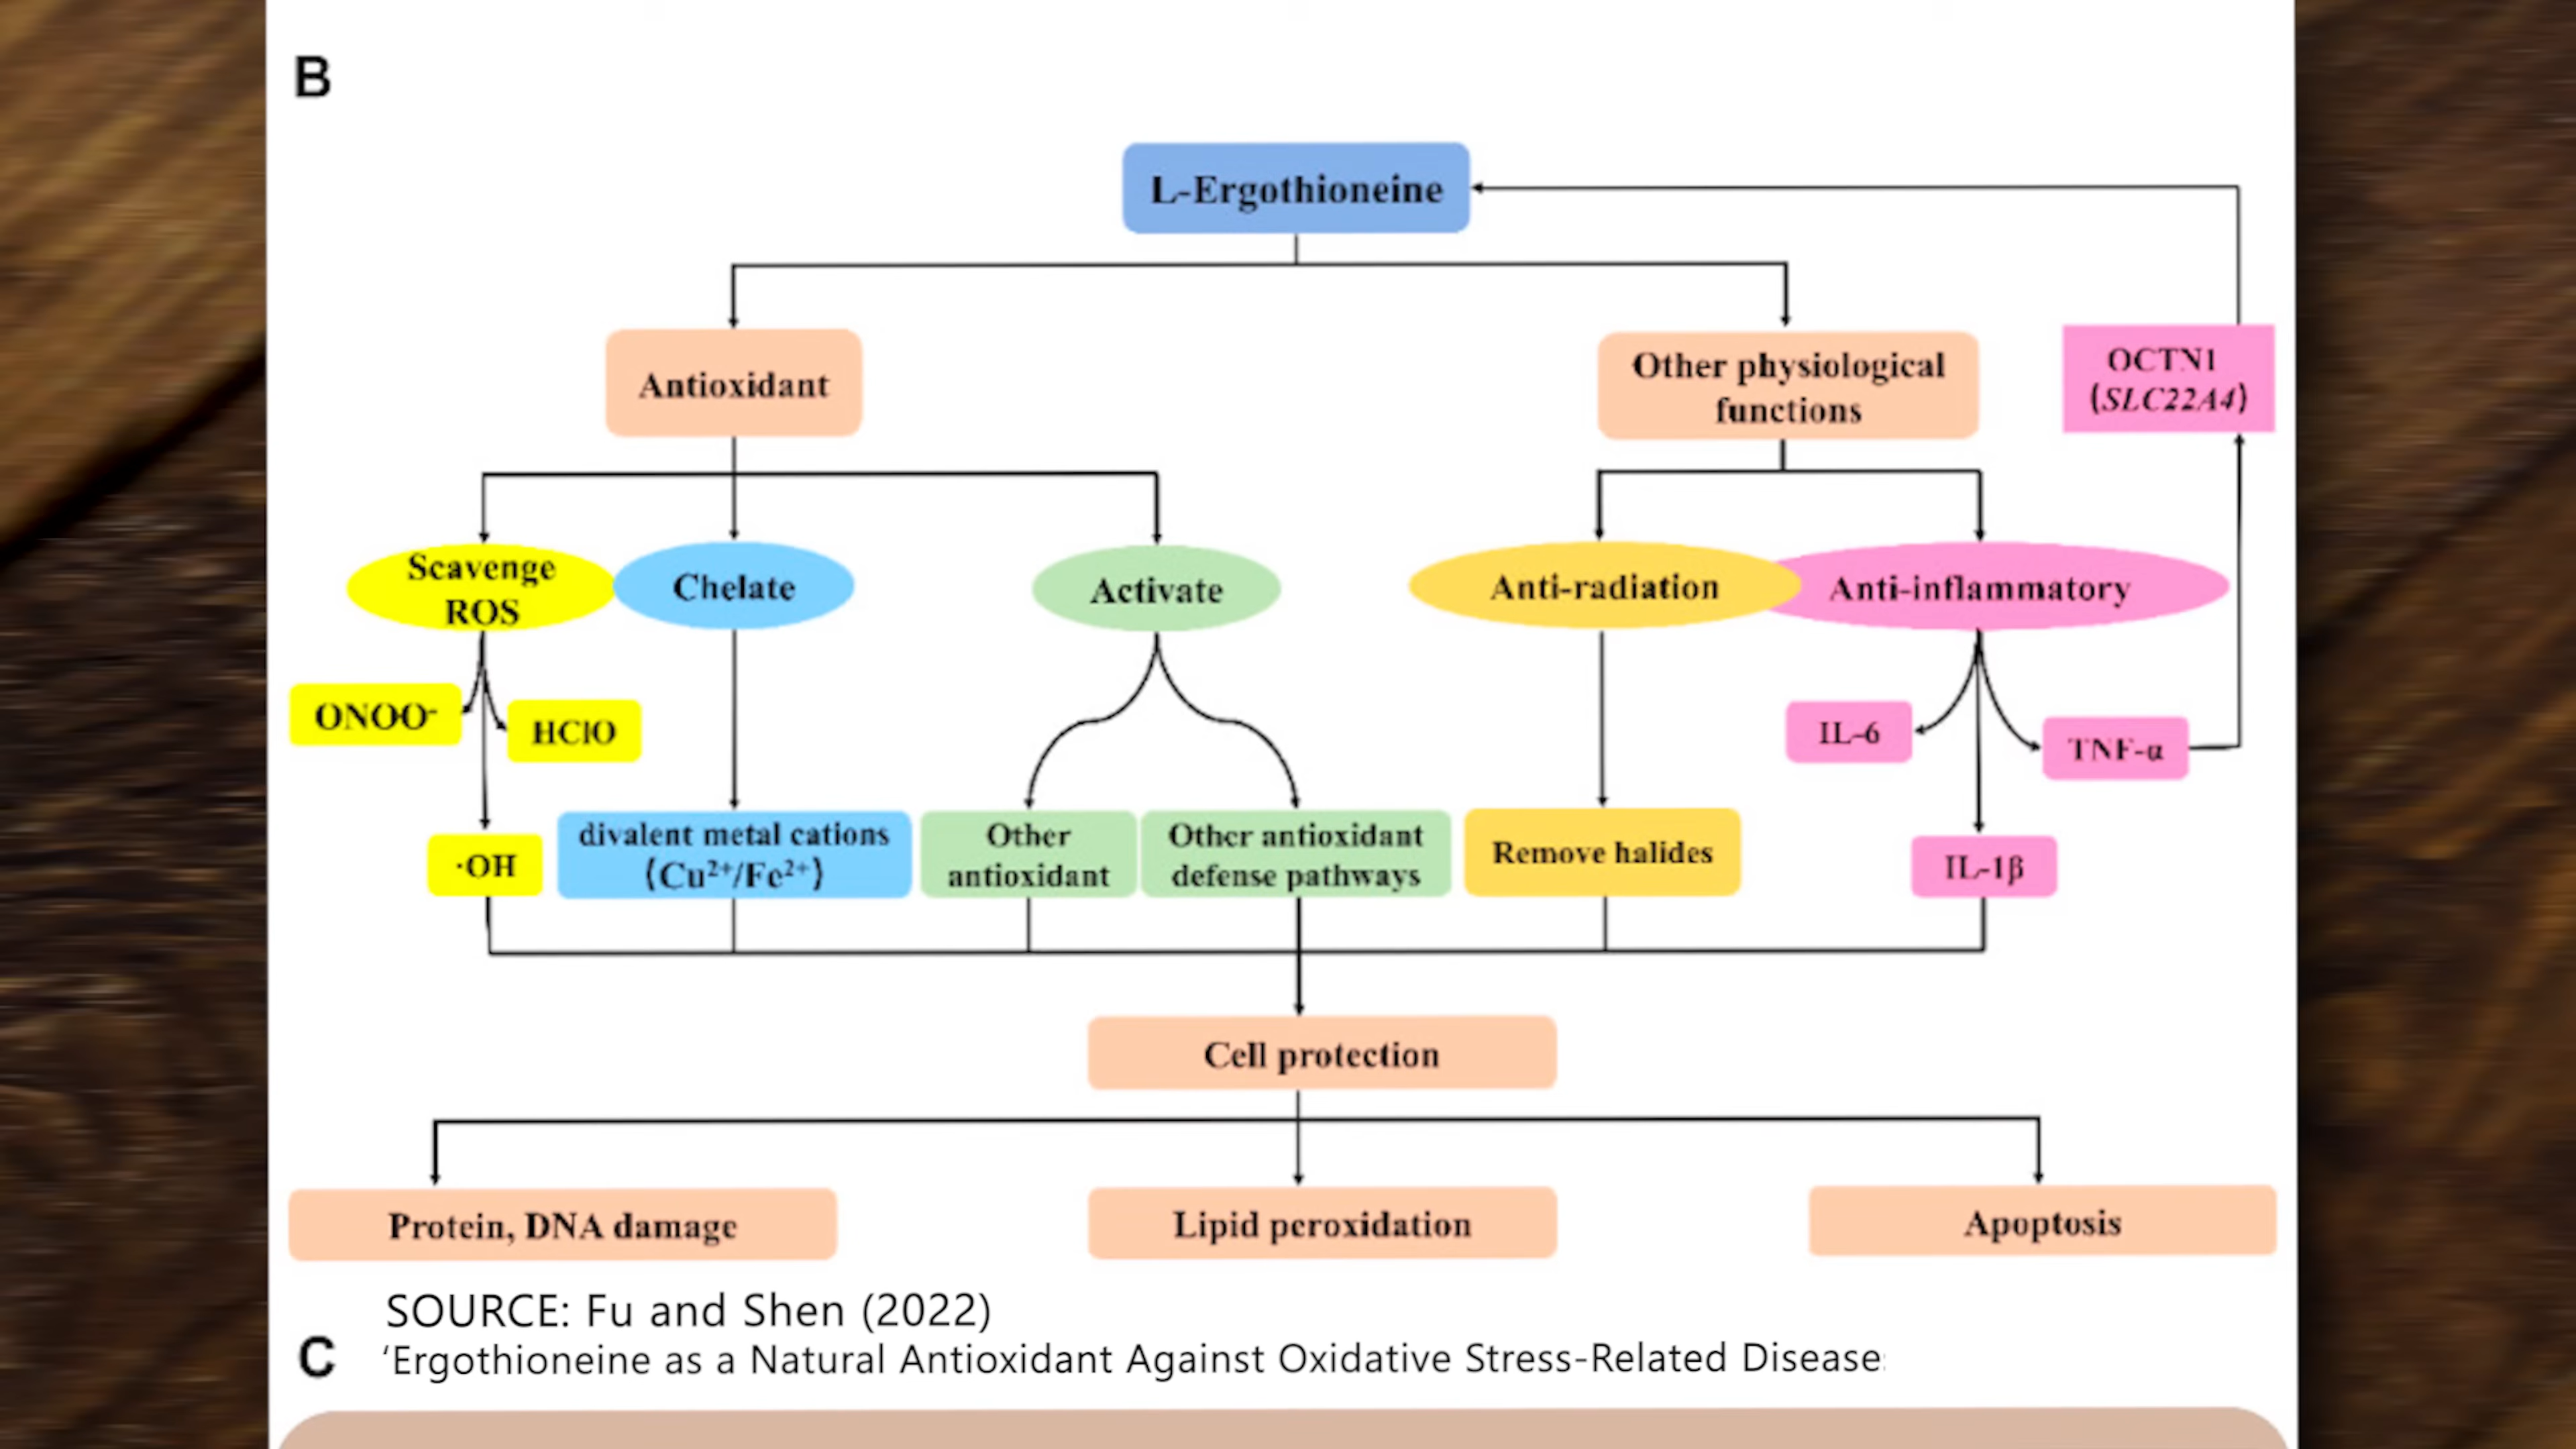 B
L-Ergothioneine
Antioxidant
Other physiological
functions
OCTN1
(SLC22A4)
Scavenge
ROS
Chelate
Activate
Anti-radiation
Anti-inflammatory
ONOO⁻
HClO
IL-6
TNF-α
·OH
divalent metal cations
(Cu²⁺/Fe²⁺)
Other
antioxidant
Other antioxidant
defense pathways
Remove halides
IL-1β
Cell protection
Protein, DNA damage
Lipid peroxidation
Apoptosis
SOURCE: Fu and Shen (2022)
C
‘Ergothioneine as a Natural Antioxidant Against Oxidative Stress-Related Disease